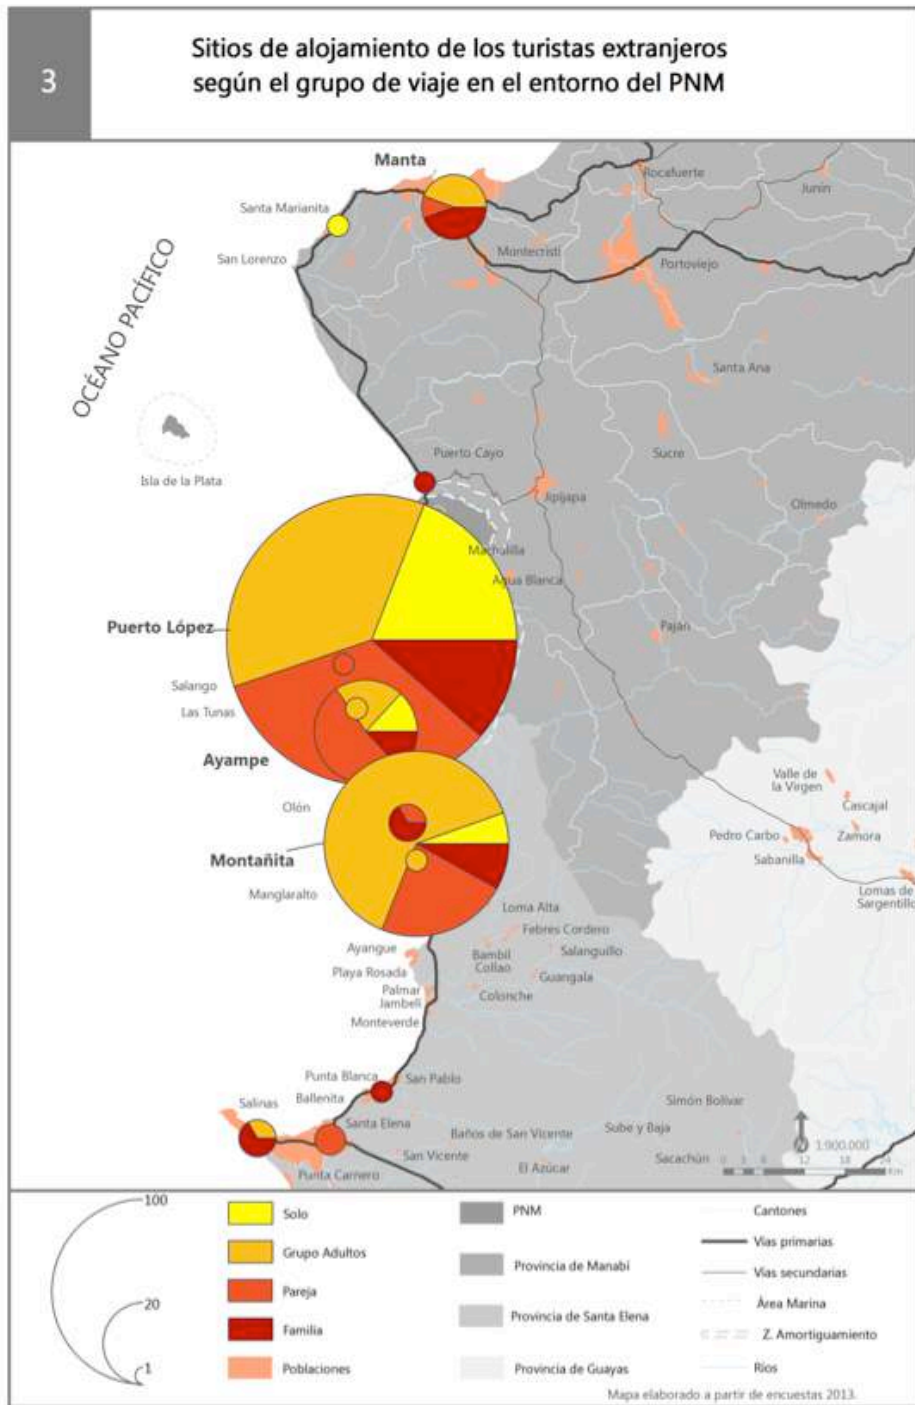 3
Sitios de alojamiento de los turistas extranjeros
según el grupo de viaje en el entorno del PNM
Manta
Rocafuerte
Junín
Santa Marianita
San Lorenzo
Montecristi
Portoviejo
OCÉANO PACÍFICO
Santa Ana
Isla de la Plata
Puerto Cayo
Sucre
Jipijapa
Olmedo
Machalilla
Agua Blanca
Puerto López
Paján
Salango
Las Tunas
Ayampe
Valle de
la Virgen
Cascajal
Olón
Pedro Carbo
Zamora
Sabanilla
Montañita
Lomas de
Sargentillo
Manglaralto
Loma Alta
Febres Cordero
Ayangue
Bambil
Collao
Salanguillo
Playa Rosada
Guangala
Palmar
Jambelí
Colonche
Monteverde
Punta Blanca
San Pablo
Ballenita
Salinas
Simón Bolívar
Santa Elena
Baños de San Vicente
Sube y Baja
N
1:900.000
San Vicente
El Azúcar
Sacachún
Punta Carnero
0 3 6 12 18 24
Km
100
20
1
Solo
Grupo Adultos
Pareja
Familia
Poblaciones
PNM
Provincia de Manabí
Provincia de Santa Elena
Provincia de Guayas
Cantones
Vías primarias
Vías secundarias
Área Marina
Z. Amortiguamiento
Ríos
Mapa elaborado a partir de encuestas 2013.